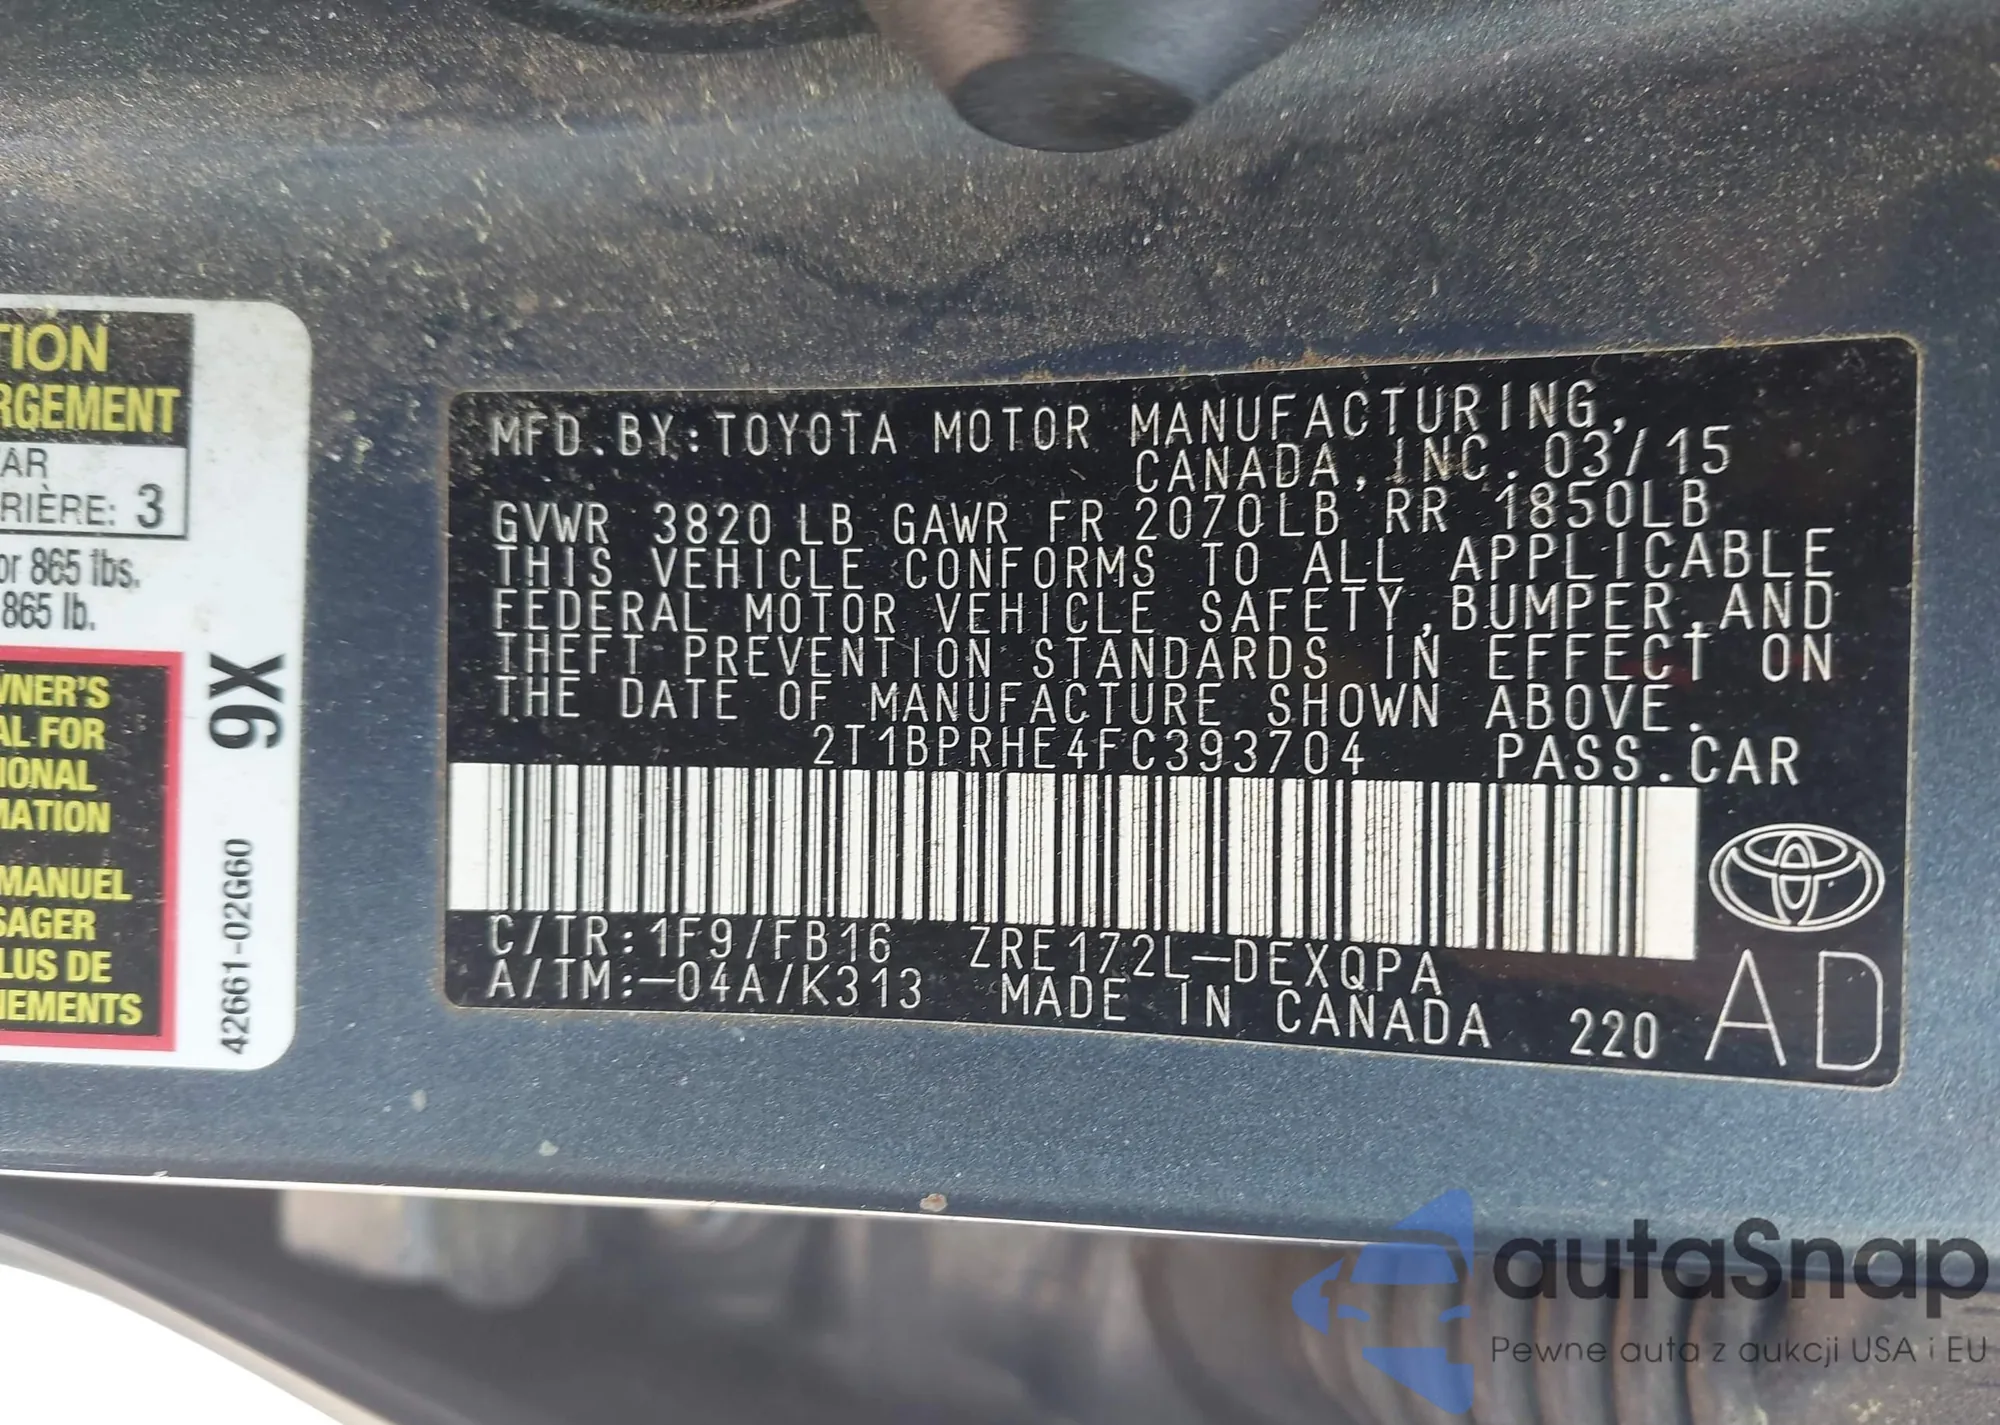 TION
RGEMENT
AR
RIÈRE: 3
or 865 lbs.
865 lb.
WNER'S
AL FOR
IONAL
MATION
MANUEL
SAGER
LUS DE
NEMENTS
9X
42661-02G60
MFD.BY:TOYOTA MOTOR MANUFACTURING,
CANADA,INC.03/15
GVWR 3820 LB GAWR FR 2070LB RR 1850LB
THIS VEHICLE CONFORMS TO ALL APPLICABLE
FEDERAL MOTOR VEHICLE SAFETY,BUMPER,AND
THEFT PREVENTION STANDARDS IN EFFECT ON
THE DATE OF MANUFACTURE SHOWN ABOVE.
2T1BPRHE4FC393704 PASS.CAR
C/TR:1F9/FB16 ZRE172L-DEXQPA
A/TM:-04A/K313 MADE IN CANADA 220
AD
autaSnap
Pewne auta z aukcji USA i EU